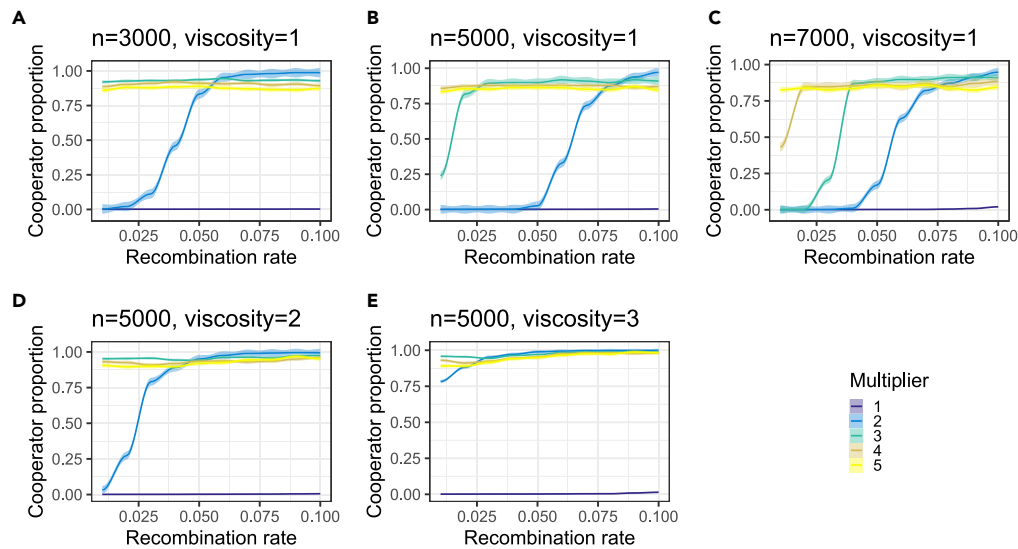 A
n=3000, viscosity=1
Cooperator proportion
1.00
0.75
0.50
0.25
0.00
0.025 0.050 0.075 0.100
Recombination rate
B
n=5000, viscosity=1
Cooperator proportion
1.00
0.75
0.50
0.25
0.00
0.025 0.050 0.075 0.100
Recombination rate
C
n=7000, viscosity=1
Cooperator proportion
1.00
0.75
0.50
0.25
0.00
0.025 0.050 0.075 0.100
Recombination rate
D
n=5000, viscosity=2
Cooperator proportion
1.00
0.75
0.50
0.25
0.00
0.025 0.050 0.075 0.100
Recombination rate
E
n=5000, viscosity=3
Cooperator proportion
1.00
0.75
0.50
0.25
0.00
0.025 0.050 0.075 0.100
Recombination rate
Multiplier
1
2
3
4
5